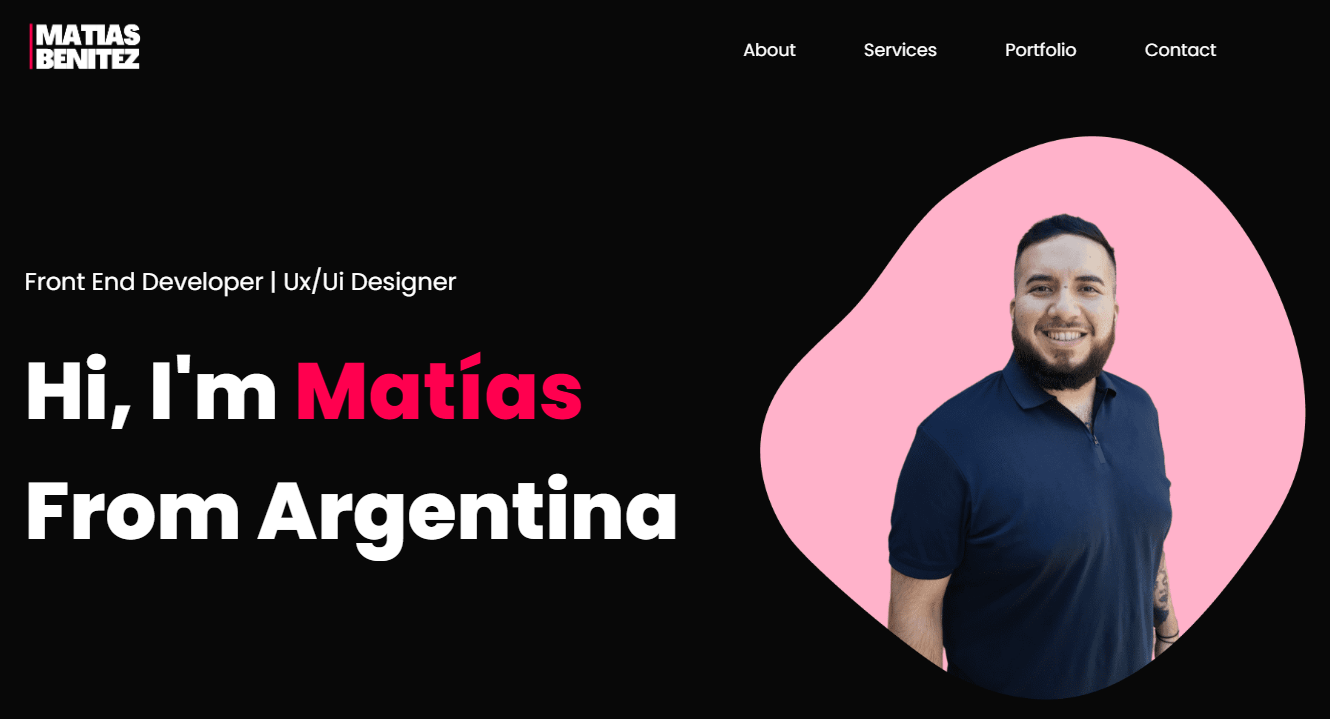 MATIAS
BENITEZ
About Services Portfolio Contact
Front End Developer | Ux/Ui Designer
Hi, I'm Matías
From Argentina